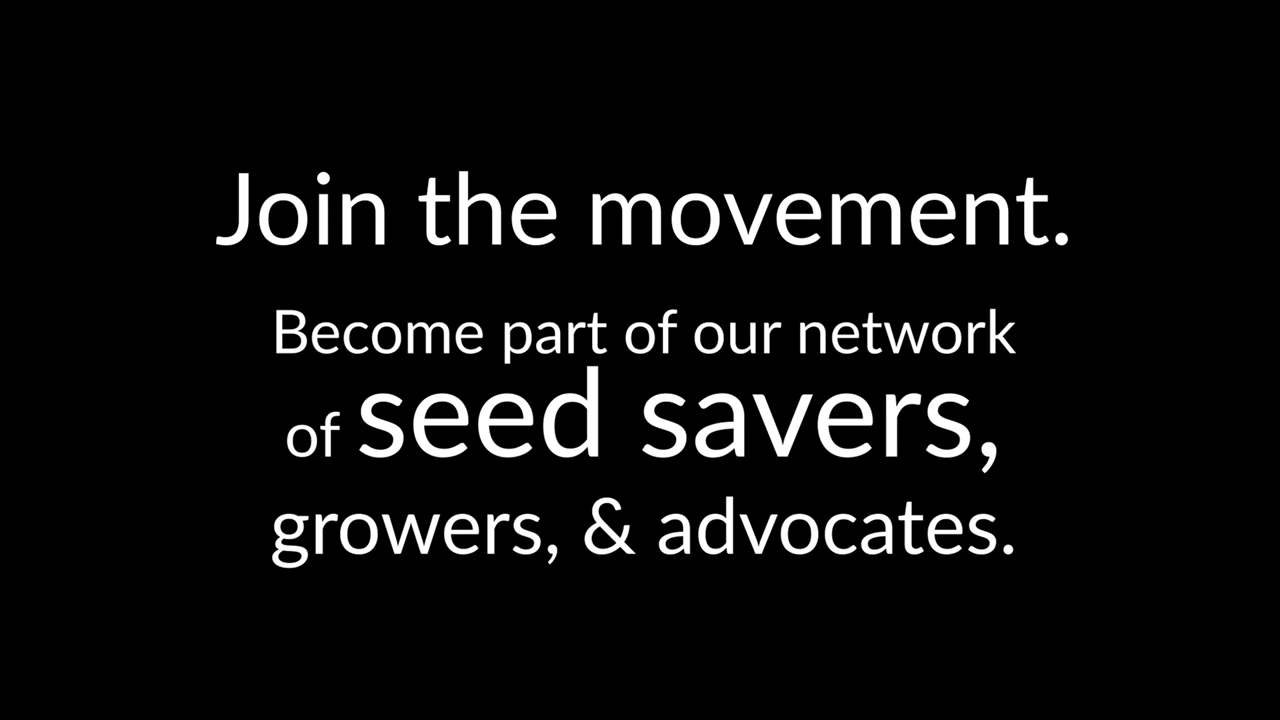 Join the movement.
Become part of our network
of seed savers,
growers, & advocates.